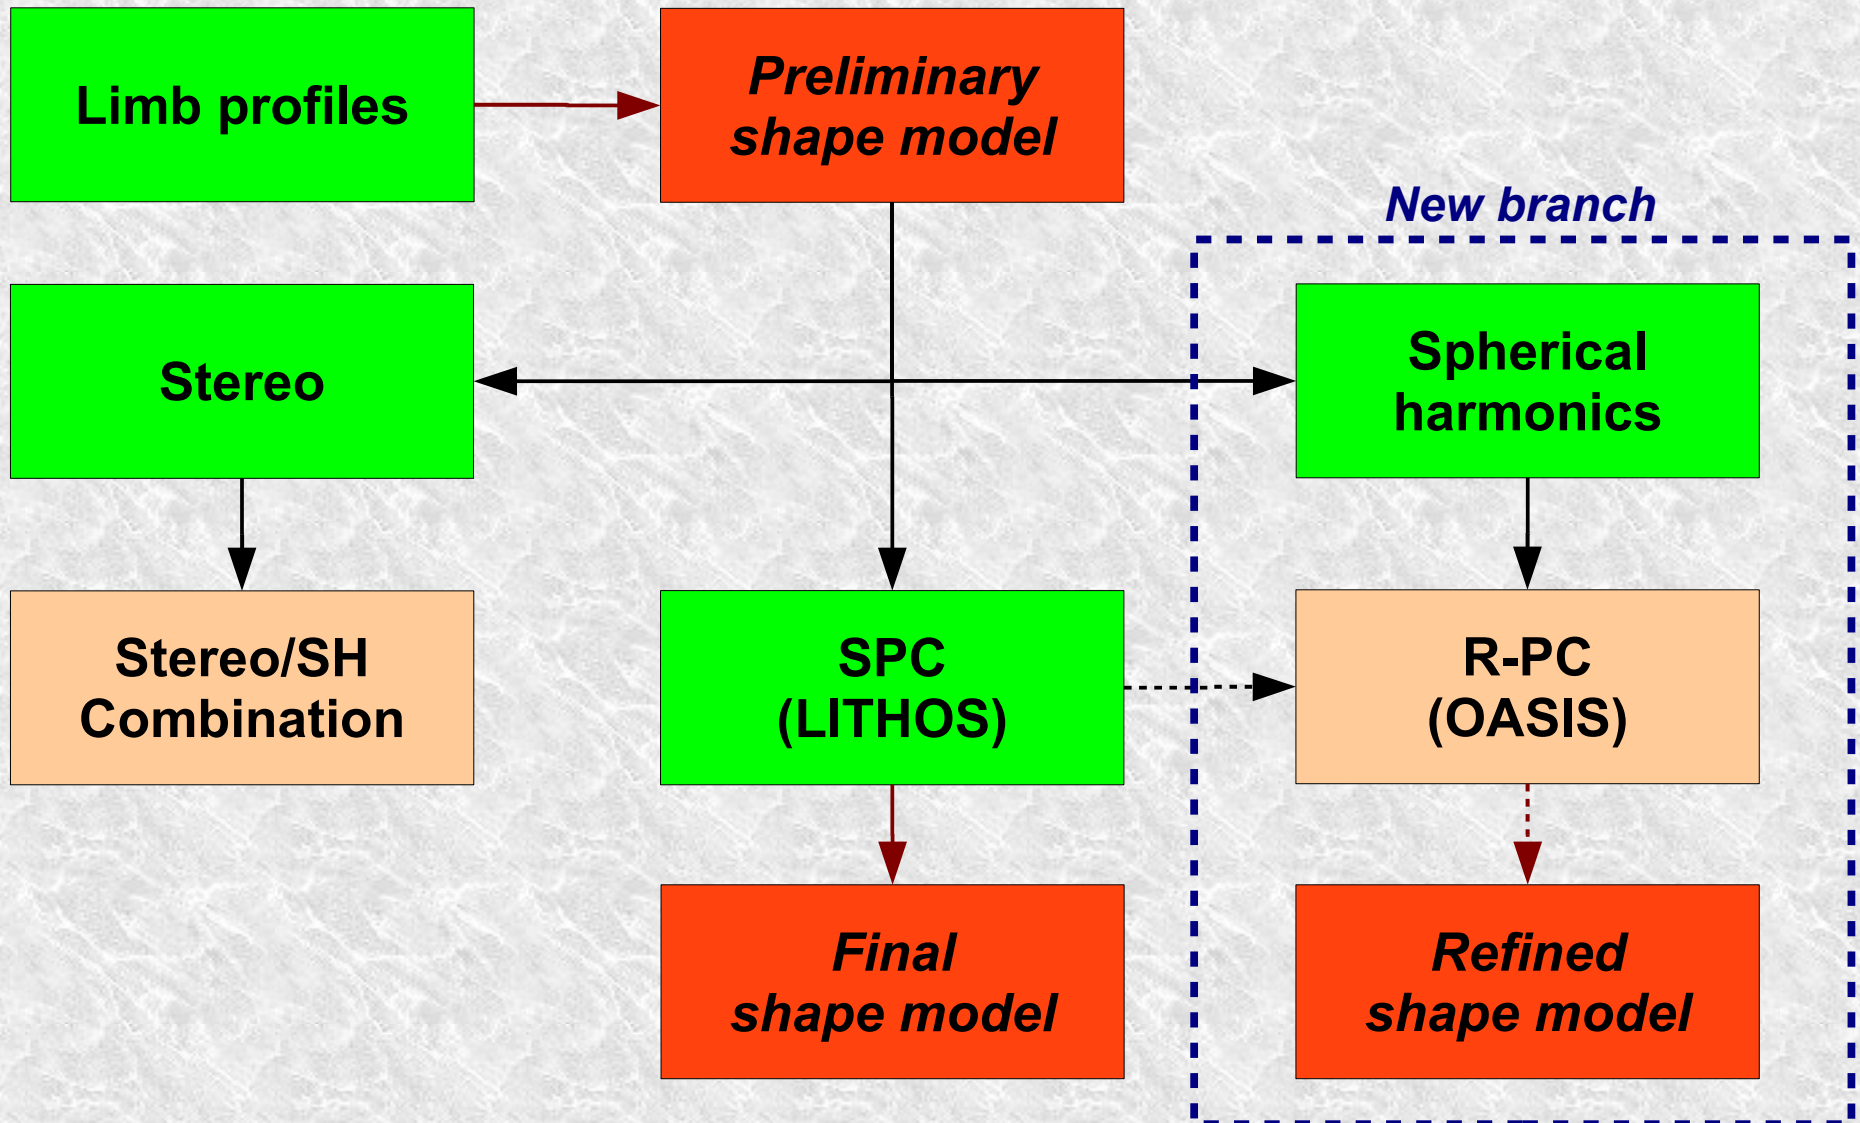 Limb profiles
Preliminary
shape model
New branch
Stereo
Spherical
harmonics
Stereo/SH
Combination
SPC
(LITHOS)
R-PC
(OASIS)
Final
shape model
Refined
shape model